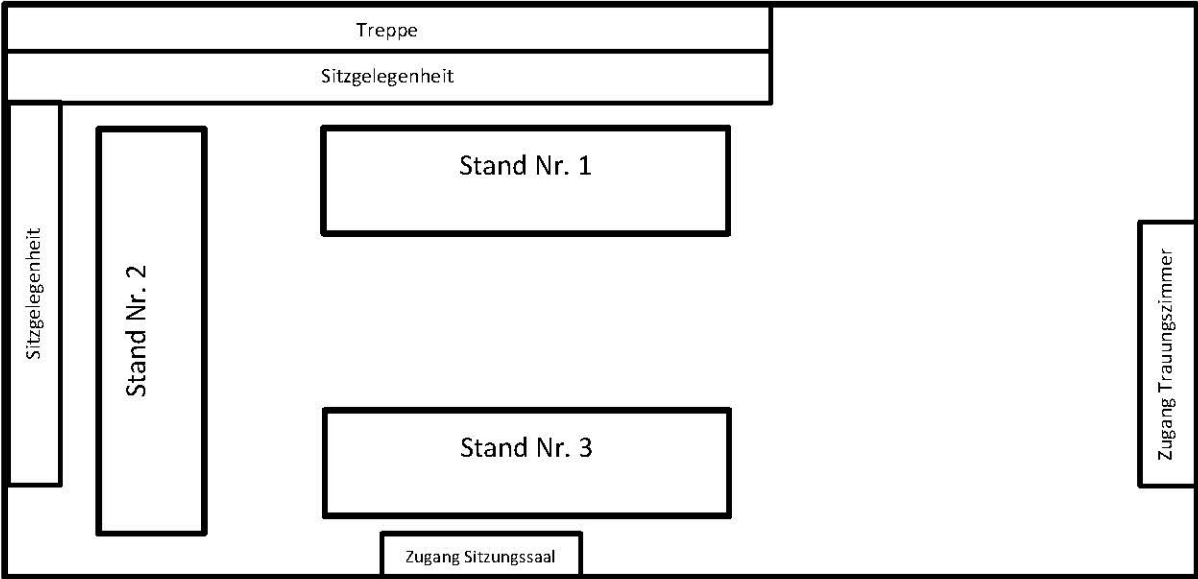 Treppe
Sitzgelegenheit
Stand Nr. 1
Sitzgelegenheit
Stand Nr. 2
Zugang Trauungszimmer
Stand Nr. 3
Zugang Sitzungssaal